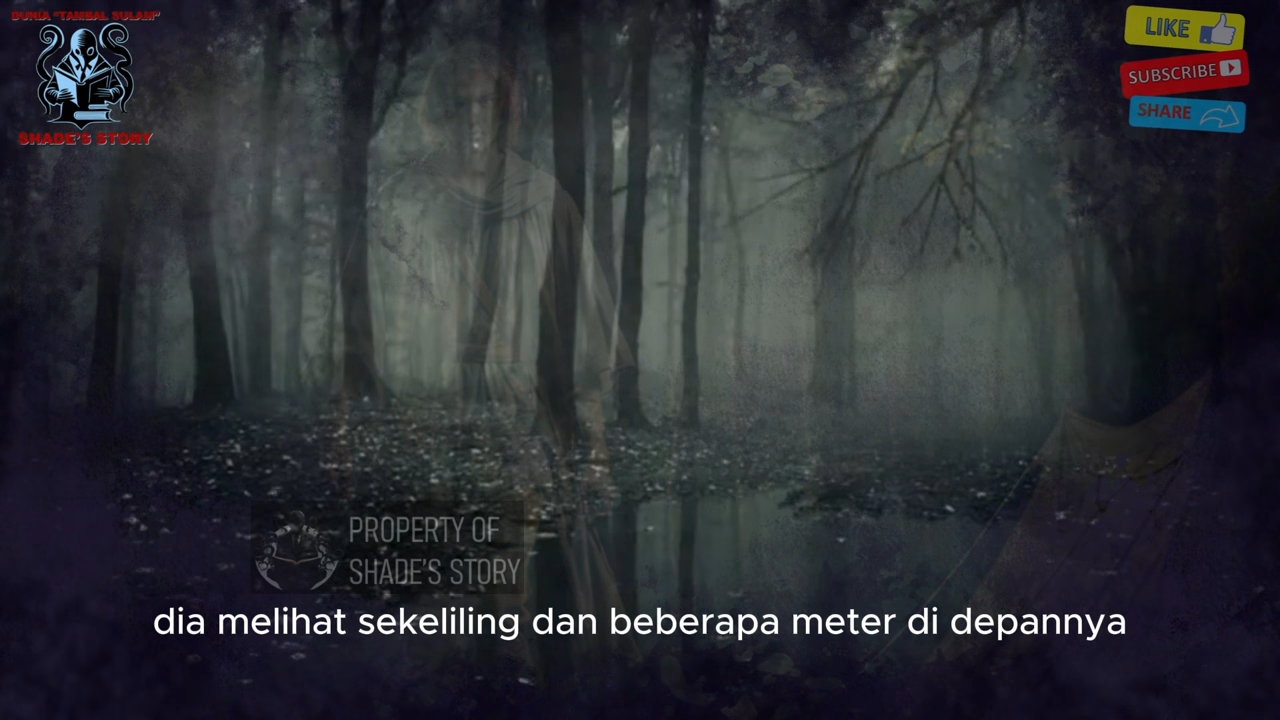 DUNIA "TAMBAL SULAM"
SHADE'S STORY
LIKE
SUBSCRIBE
SHARE
PROPERTY OF
SHADE'S STORY
dia melihat sekeliling dan beberapa meter di depannya